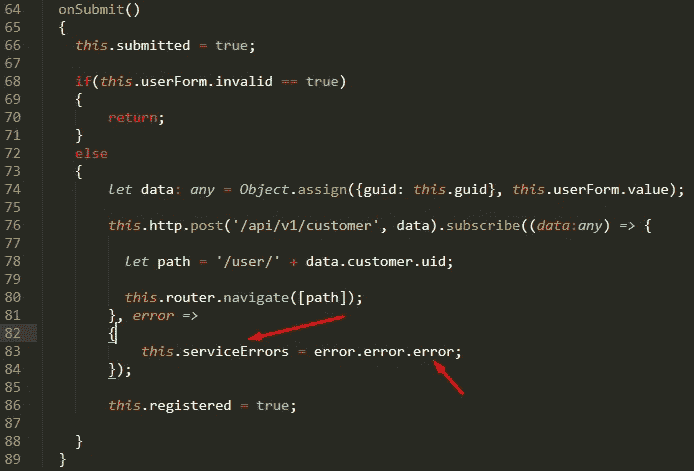 64 onSubmit()
65 {
66 this.submitted = true;
67
68 if(this.userForm.invalid == true)
69 {
70 return;
71 }
72 else
73 {
74 let data: any = Object.assign({guid: this.guid}, this.userForm.value);
75
76 this.http.post('/api/v1/customer', data).subscribe((data:any) => {
77
78 let path = '/user/' + data.customer.uid;
79
80 this.router.navigate([path]);
81 }, error =>
82 {
83 this.serviceErrors = error.error.error;
84 });
85
86 this.registered = true;
87
88 }
89 }